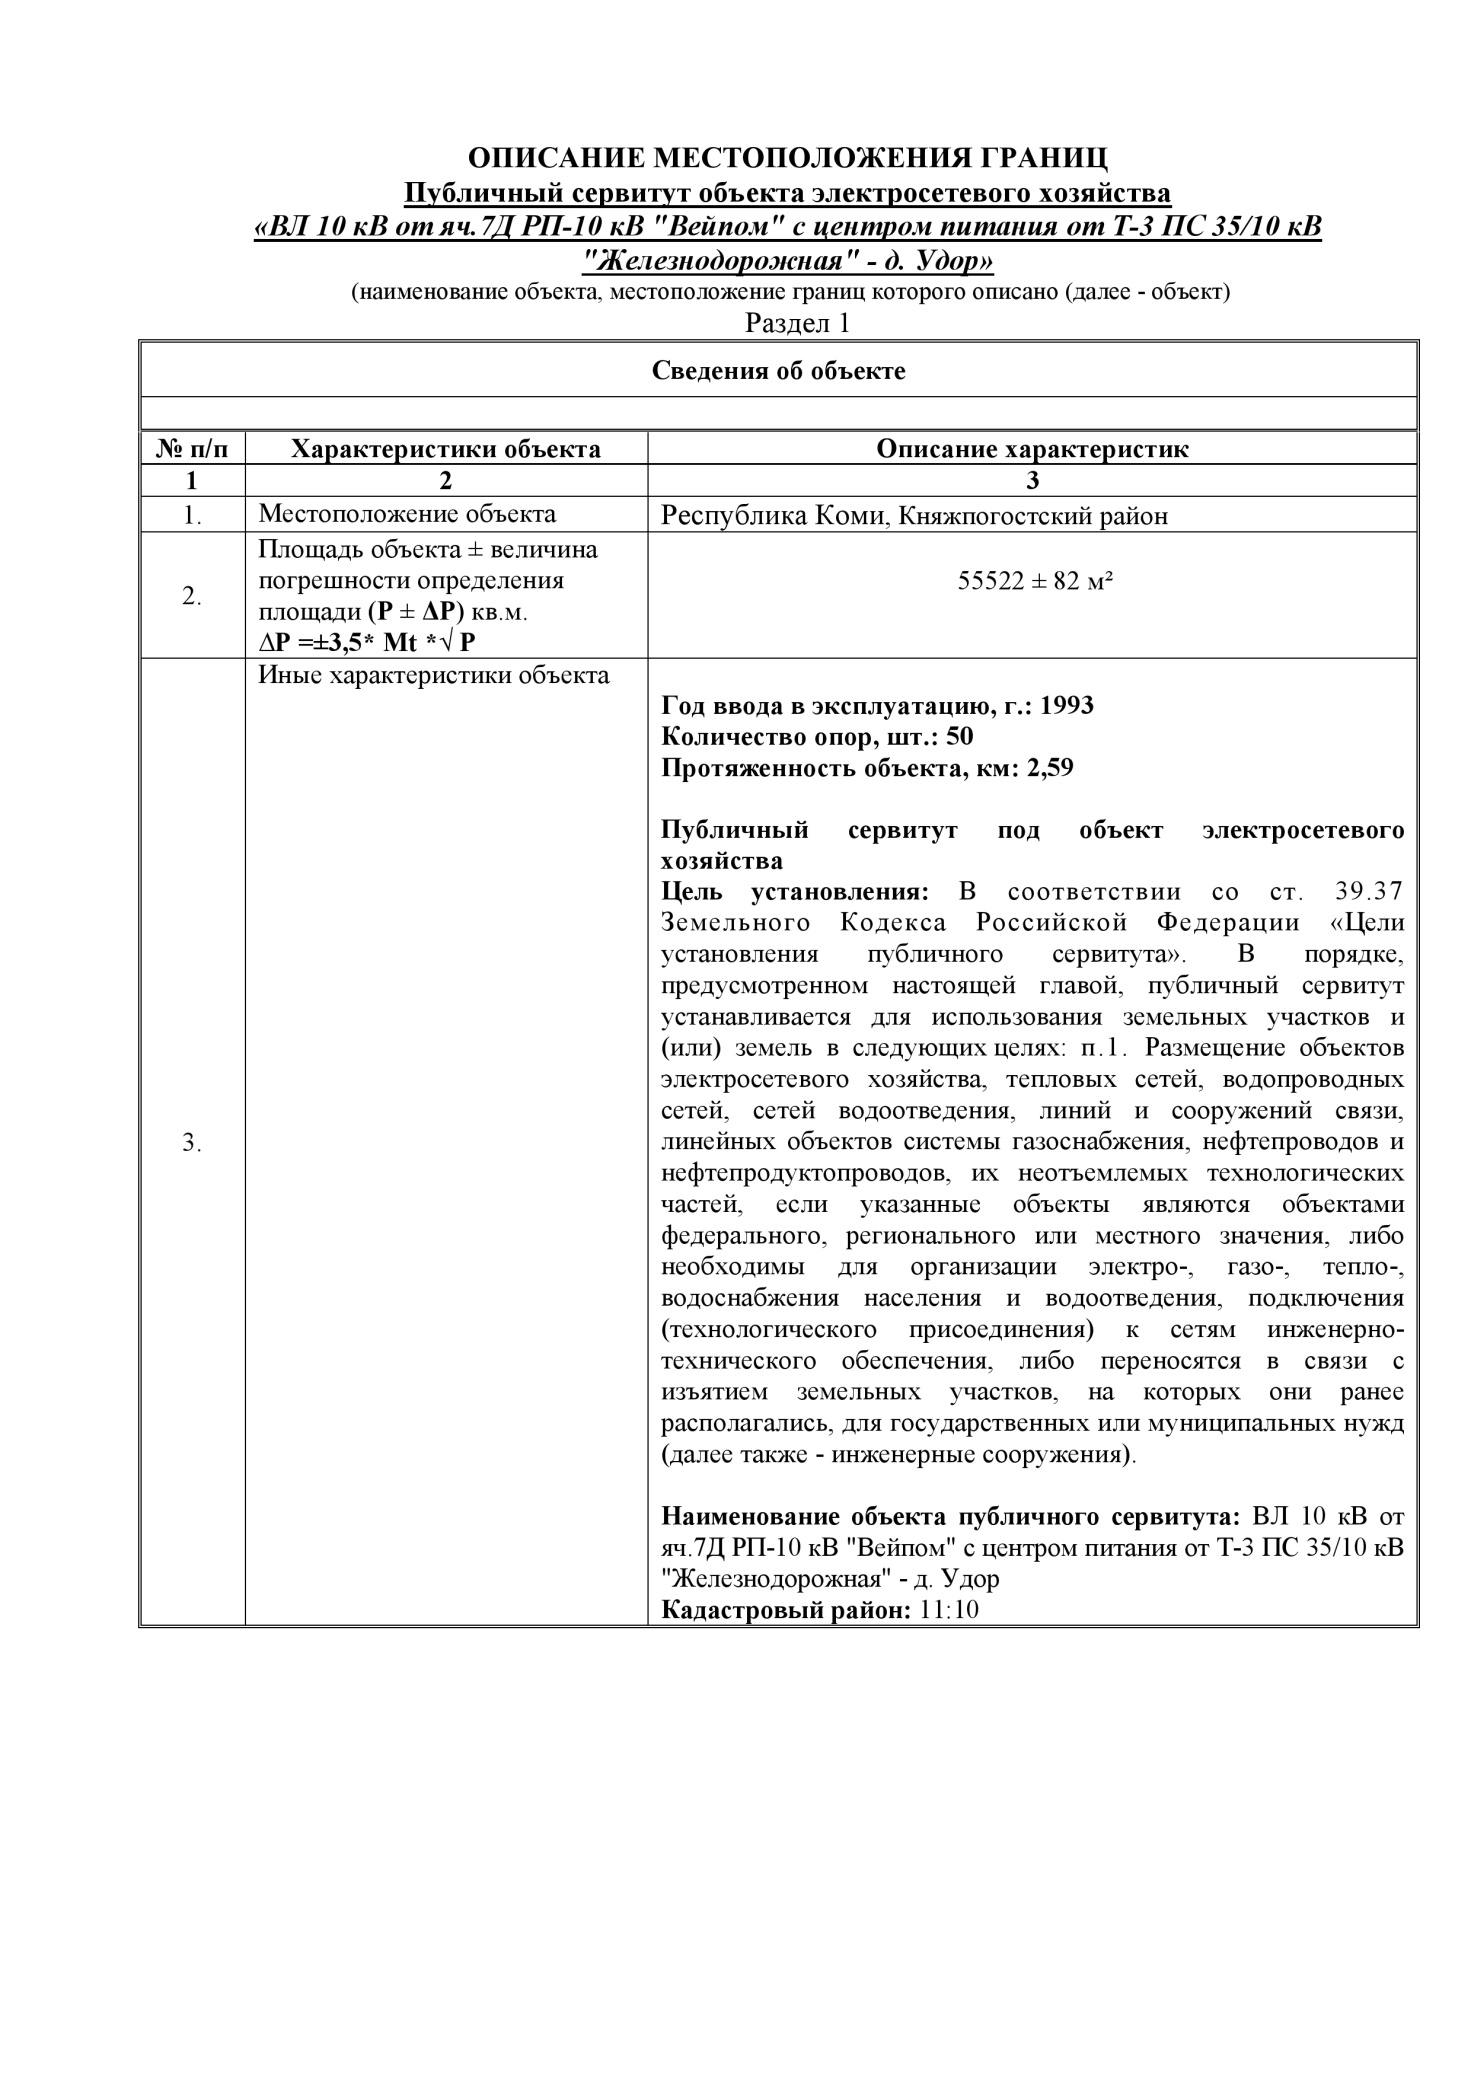 ОПИСАНИЕ МЕСТОПОЛОЖЕНИЯ ГРАНИЦ
Публичный сервитут объекта электросетевого хозяйства
«ВЛ 10 кВ от яч.7Д РП-10 кВ "Вейпом" с центром питания от Т-3 ПС 35/10 кВ
"Железнодорожная" - д. Удор»
(наименование объекта, местоположение границ которого описано (далее - объект)
Раздел 1
Сведения об объекте
№ п/п Характеристики объекта Описание характеристик
1 2 3
1. Местоположение объекта Республика Коми, Княжпогостский район
2. Площадь объекта ± величина
погрешности определения
площади (P ± ΔP) кв.м.
∆P =±3,5* Mt *√ P
55522 ± 82 м²
3. Иные характеристики объекта
Год ввода в эксплуатацию, г.: 1993
Количество опор, шт.: 50
Протяженность объекта, км: 2,59
Публичный сервитут под объект электросетевого
хозяйства
Цель установления: В соответствии со ст. 39.37
Земельного Кодекса Российской Федерации «Цели
установления публичного сервитута». В порядке,
предусмотренном настоящей главой, публичный сервитут
устанавливается для использования земельных участков и
(или) земель в следующих целях: п.1. Размещение объектов
электросетевого хозяйства, тепловых сетей, водопроводных
сетей, сетей водоотведения, линий и сооружений связи,
линейных объектов системы газоснабжения, нефтепроводов и
нефтепродуктопроводов, их неотъемлемых технологических
частей, если указанные объекты являются объектами
федерального, регионального или местного значения, либо
необходимы для организации электро-, газо-, тепло-,
водоснабжения населения и водоотведения, подключения
(технологического присоединения) к сетям инженерно-
технического обеспечения, либо переносятся в связи с
изъятием земельных участков, на которых они ранее
располагались, для государственных или муниципальных нужд
(далее также - инженерные сооружения).
Наименование объекта публичного сервитута: ВЛ 10 кВ от
яч.7Д РП-10 кВ "Вейпом" с центром питания от Т-3 ПС 35/10 кВ
"Железнодорожная" - д. Удор
Кадастровый район: 11:10